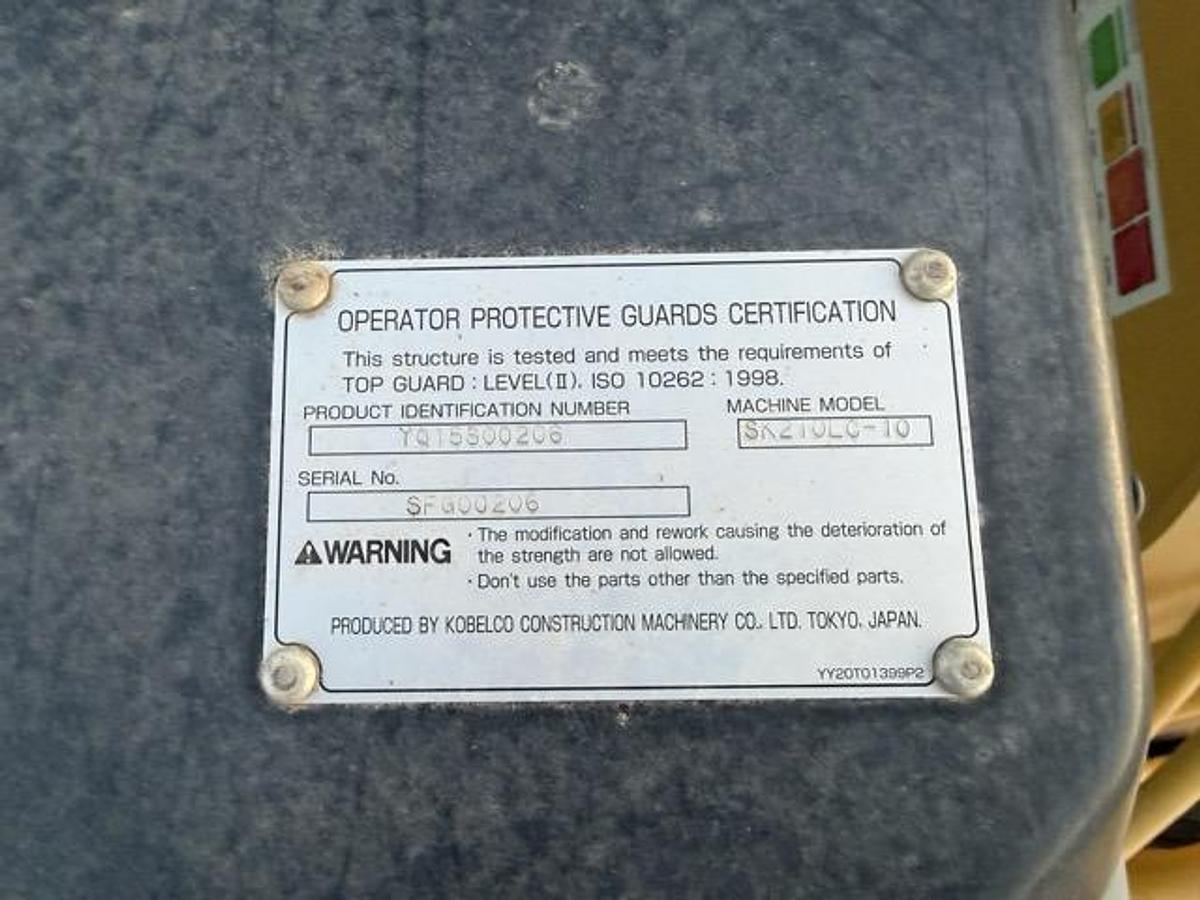 OPERATOR PROTECTIVE GUARDS CERTIFICATION
This structure is tested and meets the requirements of
TOP GUARD : LEVEL(Ⅱ). ISO 10262 : 1998.
PRODUCT IDENTIFICATION NUMBER
MACHINE MODEL
SK210LC-10
SERIAL No.
WARNING
· The modification and rework causing the deterioration of
the strength are not allowed.
· Don't use the parts other than the specified parts.
PRODUCED BY KOBELCO CONSTRUCTION MACHINERY CO., LTD. TOKYO, JAPAN.
YY20T01399P2